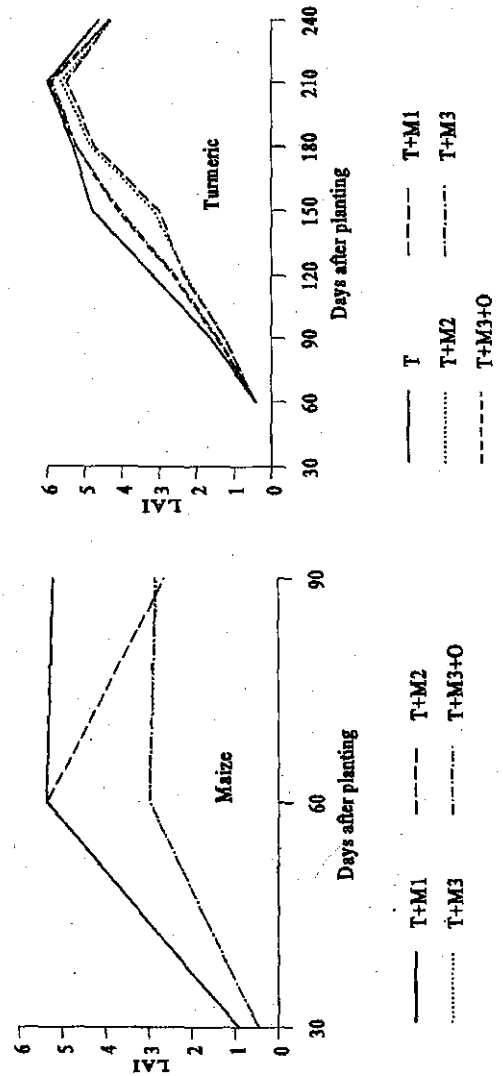 LAI
6
5
4
3
2
1
0
Maize
30 60 90
Days after planting
T+M1 T+M2
T+M3 T+M3+O
LAI
6
5
4
3
2
1
0
Turmeric
30 60 90 120 150 180 210 240
Days after planting
T T+M1
T+M2 T+M3
T+M3+O